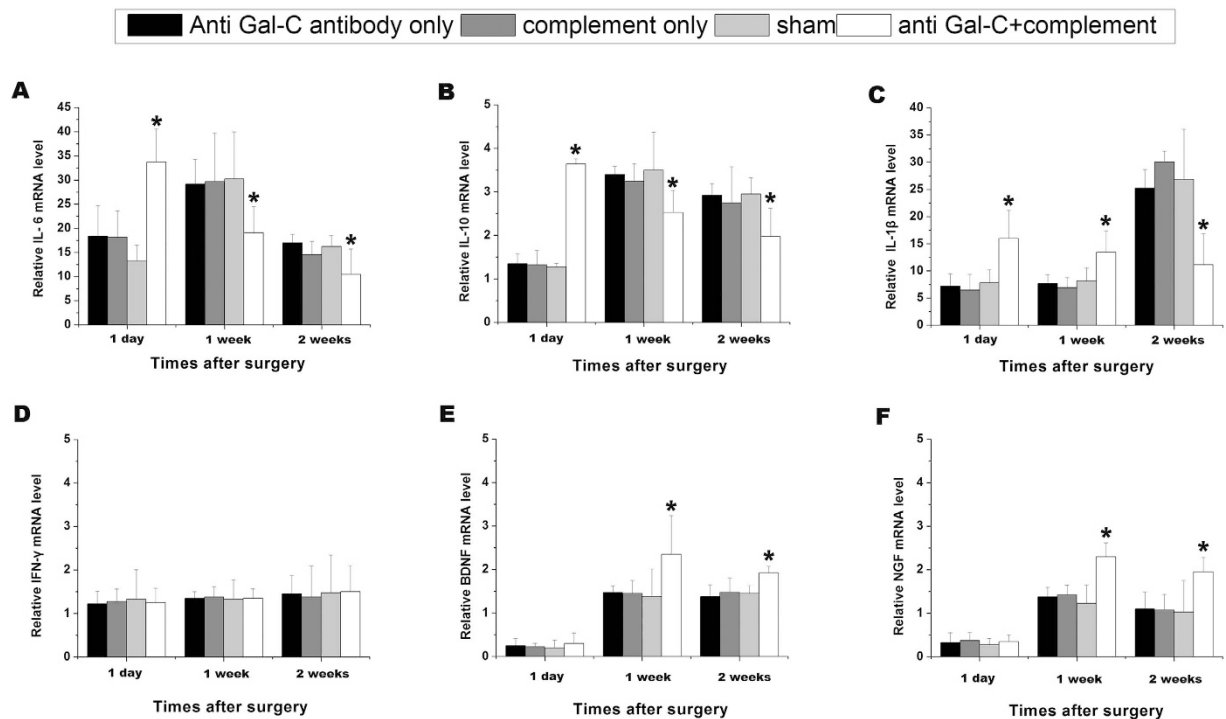 Anti Gal-C antibody only complement only sham anti Gal-C+complement
A
Relative IL- 6 mRNA level
45
40
35
30
25
20
15
10
5
0
*
*
*
1 day 1 week 2 weeks
Times after surgery
B
Relative IL-10 mRNA level
5
4
3
2
1
0
*
*
*
1 day 1 week 2 weeks
Times after surgery
C
Relative IL-1β mRNA level
40
35
30
25
20
15
10
5
0
*
*
*
1 day 1 week 2 weeks
Times after surgery
D
Relative IFN-γ mRNA level
5
4
3
2
1
0
1 day 1 week 2 weeks
Times after surgery
E
Relative BDNF mRNA level
5
4
3
2
1
0
*
*
1 day 1 week 2 weeks
Times after surgery
F
Relative NGF mRNA level
5
4
3
2
1
0
*
*
1 day 1 week 2 weeks
Times after surgery